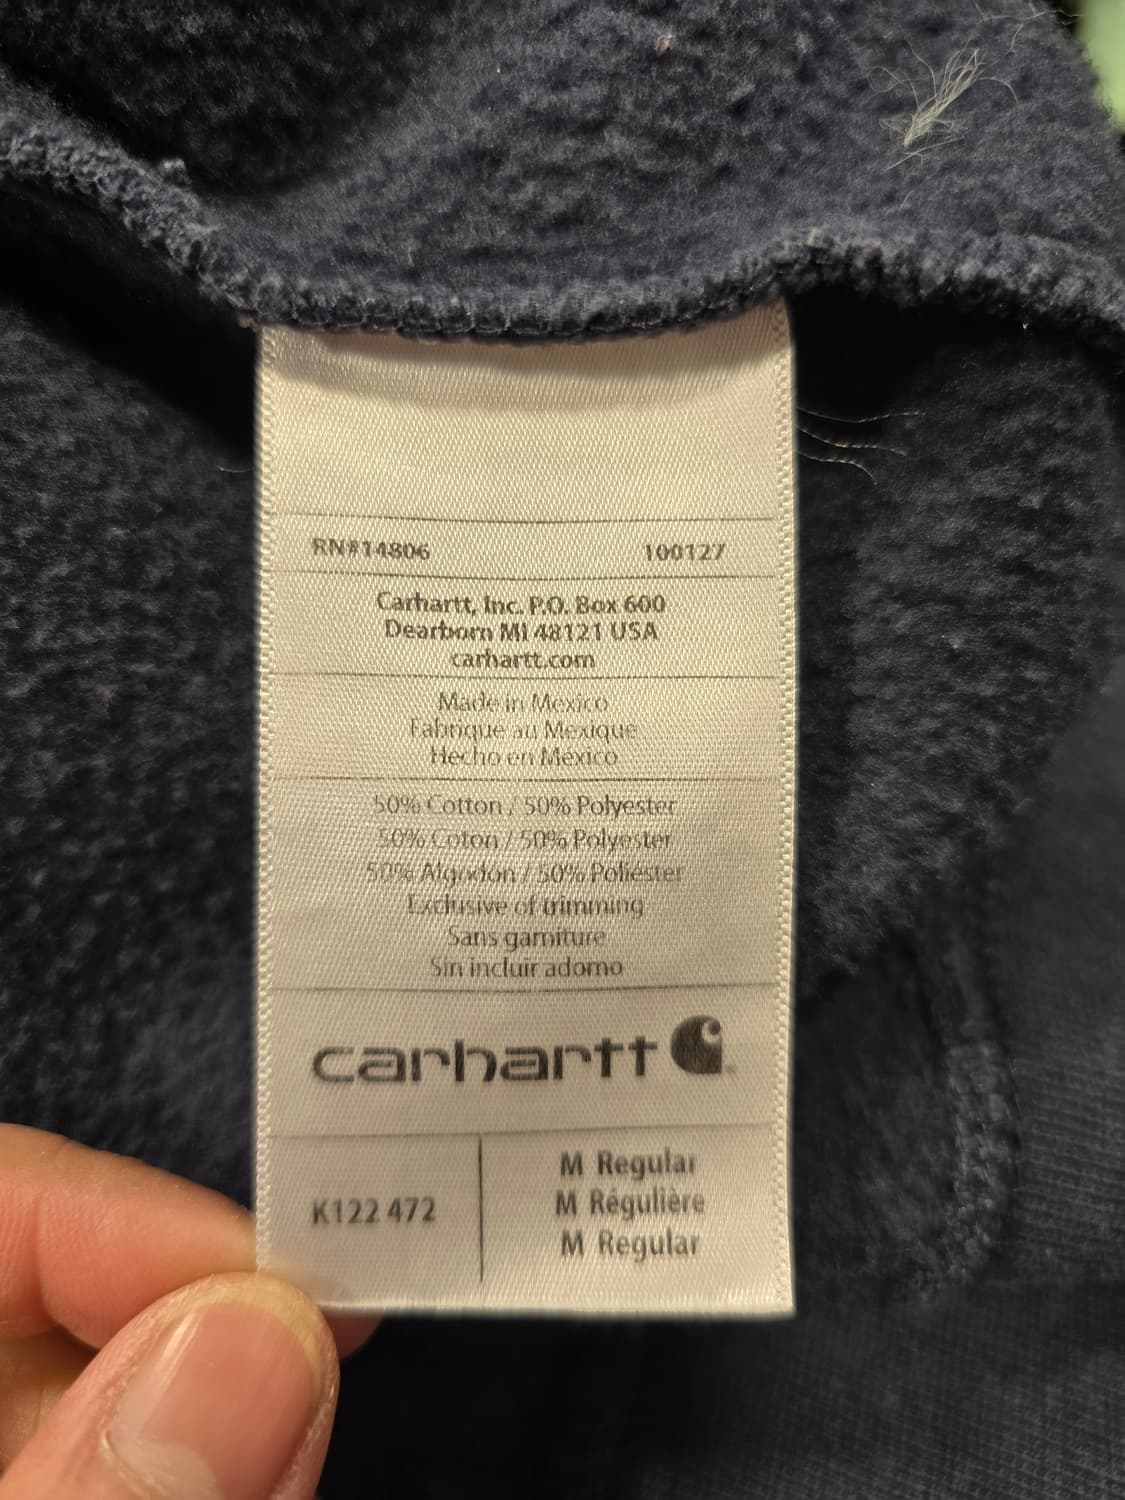 RN#14806 100127
Carhartt, Inc. P.O. Box 600
Dearborn MI 48121 USA
carhartt.com
Made in Mexico
Fabrique au Mexique
Hecho en México
50% Cotton / 50% Polyester
50% Coton / 50% Polyester
50% Algodón / 50% Poliéster
Exclusive of trimming
Sans garniture
Sin incluir adorno
carhartt
K122 472
M Regular
M Régulière
M Regular